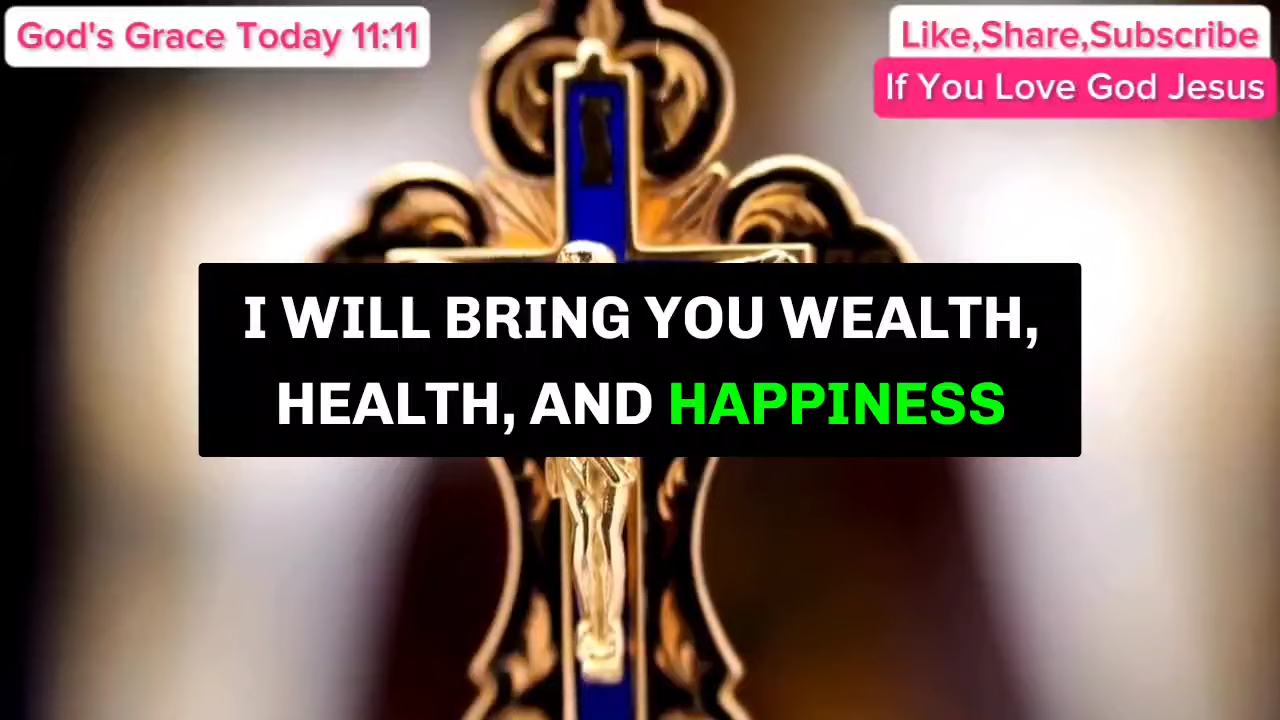 God's Grace Today 11:11
Like,Share,Subscribe
If You Love God Jesus
I WILL BRING YOU WEALTH,
HEALTH, AND HAPPINESS